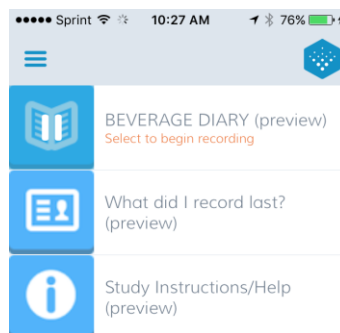 Sprint 10:27 AM 76%
BEVERAGE DIARY (preview)
Select to begin recording
What did I record last?
(preview)
Study Instructions/Help
(preview)